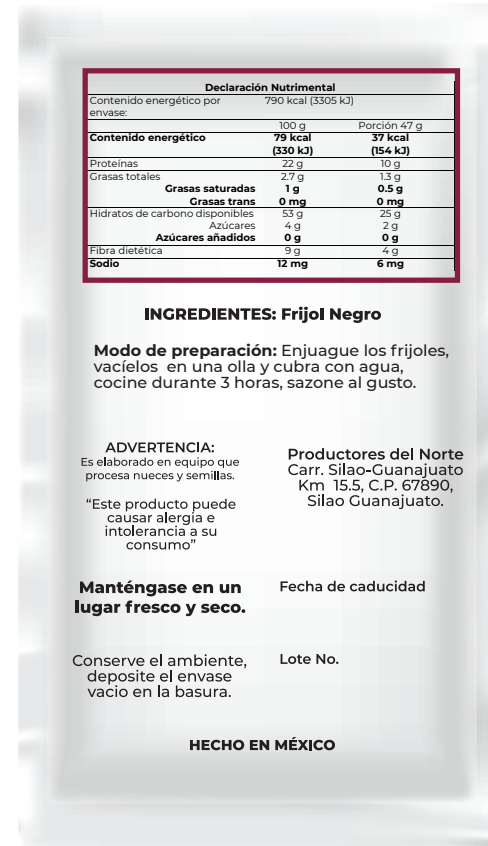 Declaración Nutrimental
Contenido energético por 790 kcal (3305 kJ)
envase:
100 g Porción 47 g
Contenido energético 79 kcal 37 kcal
(330 kJ) (154 kJ)
Proteínas 22 g 10 g
Grasas totales 2.7 g 1.3 g
Grasas saturadas 1 g 0.5 g
Grasas trans 0 mg 0 mg
Hidratos de carbono disponibles 53 g 25 g
Azúcares 4 g 2 g
Azúcares añadidos 0 g 0 g
Fibra dietética 9 g 4 g
Sodio 12 mg 6 mg
INGREDIENTES: Frijol Negro
Modo de preparación: Enjuague los frijoles,
vacíelos en una olla y cubra con agua,
cocine durante 3 horas, sazone al gusto.
ADVERTENCIA:
Es elaborado en equipo que
procesa nueces y semillas.
“Este producto puede
causar alergia e
intolerancia a su
consumo”
Productores del Norte
Carr. Silao-Guanajuato
Km 15.5, C.P. 67890,
Silao Guanajuato.
Manténgase en un
lugar fresco y seco.
Fecha de caducidad
Conserve el ambiente,
deposite el envase
vacio en la basura.
Lote No.
HECHO EN MÉXICO